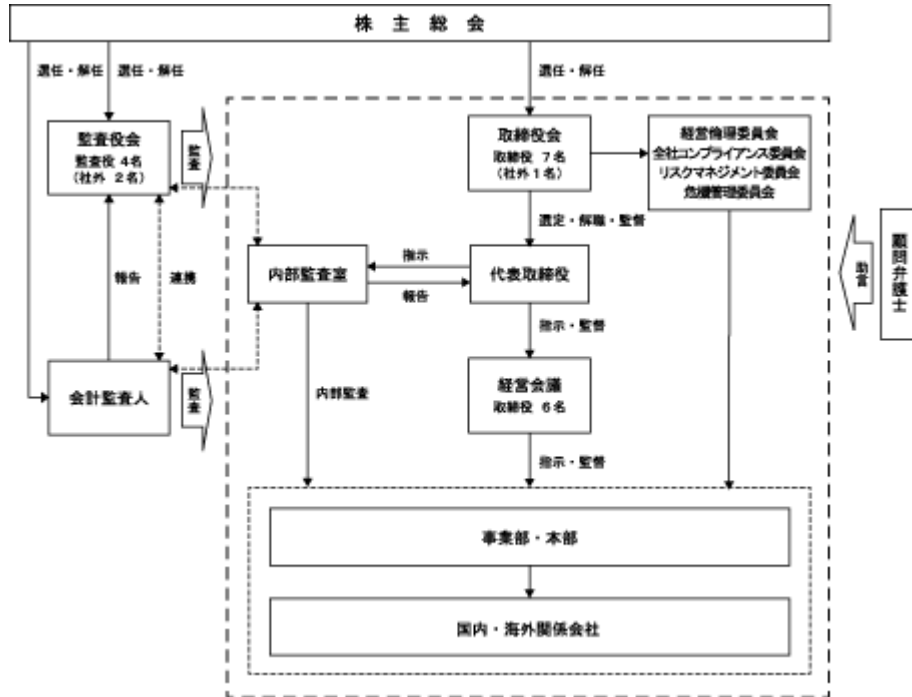 株主総会
選任・解任
選任・解任
選任・解任
監査役会
監査役 4名
（社外 2名）
監査
取締役会
取締役 7名
（社外1名）
経営倫理委員会
全社コンプライアンス委員会
リスクマネジメント委員会
危機管理委員会
選定・解職・監督
顧問弁護士
助言
報告
連携
内部監査室
指示
報告
代表取締役
指示・監督
会計監査人
監査
内部監査
経営会議
取締役 6名
指示・監督
事業部・本部
国内・海外関係会社